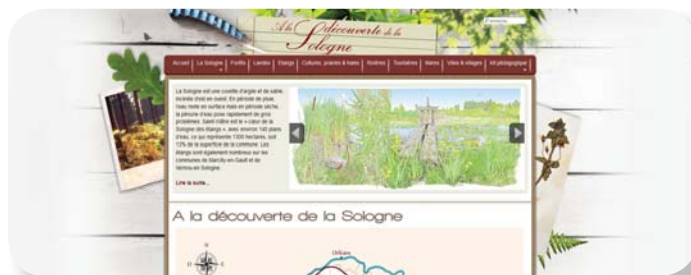 A la découverte de la
Sologne
Accueil La Sologne Forêts Landes Etangs Cultures, prairies & haies Rivières Tourbières Mares Villes & villages Kit pédagogique
La Sologne est une cuvette d'argile et de sable,
inclinée d'est en ouest. En période de pluie,
l'eau reste en surface mais en période sèche,
la pénurie d'eau pose rapidement de gros
problèmes. Saint-Viâtre est le « cœur de la
Sologne des étangs », avec environ 140 plans
d'eau, ce qui représente 1300 hectares, soit
13% de la superficie de la commune. Les
étangs sont également nombreux sur les
communes de Marcilly-en-Gault et de
Vernou-en-Sologne.
Lire la suite...
A la découverte de la Sologne
N
O E
Orléans